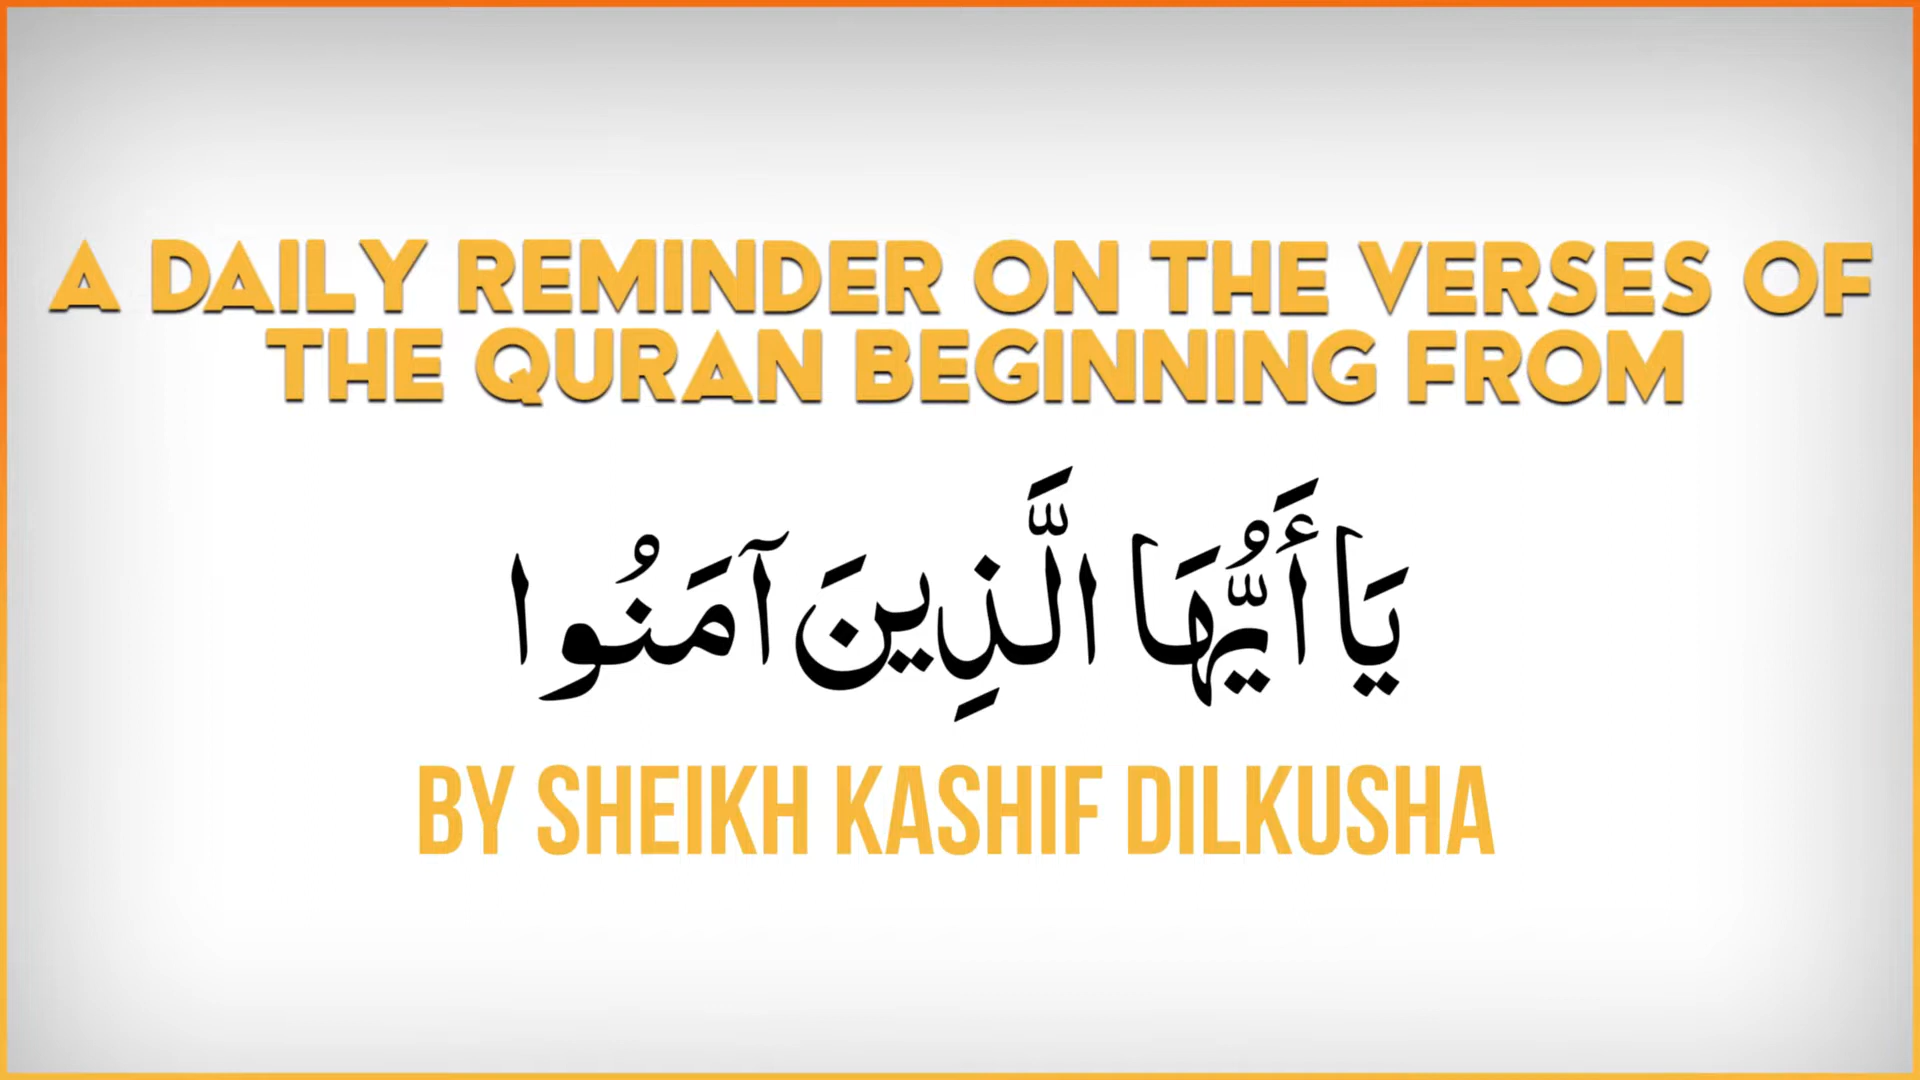 A DAILY REMINDER ON THE VERSES OF
THE QURAN BEGINNING FROM
يَا أَيُّهَا الَّذِينَ آمَنُوا
BY SHEIKH KASHIF DILKUSHA